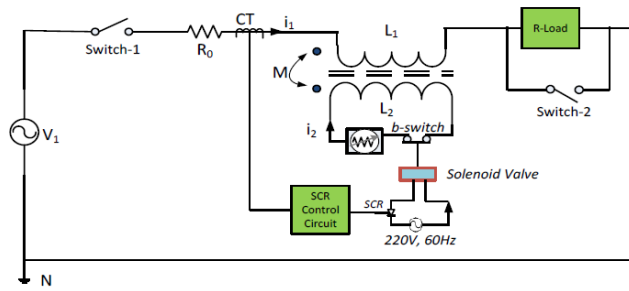 Switch-1
R0
CT
i1
L1
R-Load
Switch-2
M
V1
L2
i2
b-switch
Solenoid Valve
SCR
Control
Circuit
SCR
220V, 60Hz
N